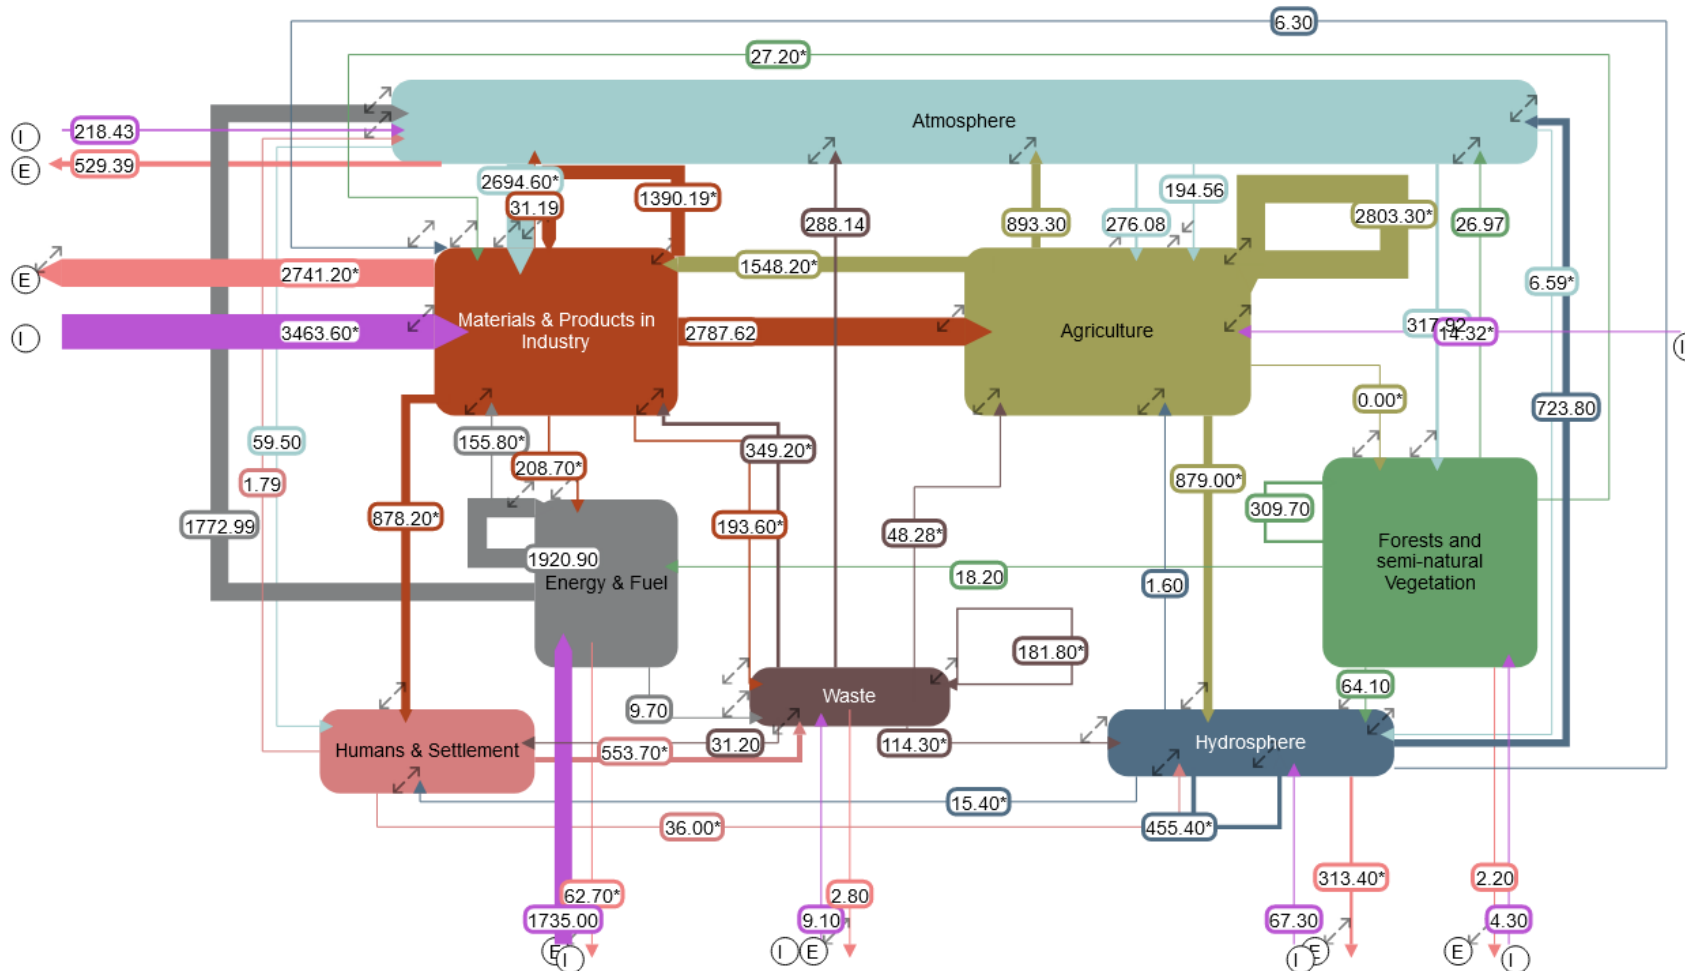 6.30
27.20*
Atmosphere
I
218.43
E
529.39
2694.60*
31.19
1390.19*
288.14
893.30
276.08
194.56
2803.30*
26.97
E
2741.20*
1548.20*
6.59*
I
3463.60*
Materials & Products in
Industry
2787.62
Agriculture
317.92
14.32*
I
0.00*
723.80
59.50
155.80*
349.20*
208.70*
1.79
879.00*
309.70
878.20*
1772.99
193.60*
48.28*
1920.90
Energy & Fuel
18.20
1.60
Forests and
semi-natural
Vegetation
181.80*
64.10
9.70
Waste
Humans & Settlement
553.70*
31.20
114.30*
Hydrosphere
15.40*
36.00*
455.40*
62.70*
2.80
313.40*
2.20
1735.00
9.10
67.30
4.30
E
I
I
E
I
E
E
I